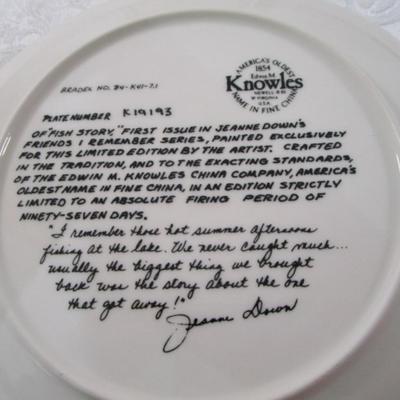 BRADEX NO. 84-K41-7.1
AMERICA'S OLDEST
1854
Edwin M.
Knowles
NEWELL
W. VIRGINIA
U.S.A.
NAME IN FINE CHINA
PLATE NUMBER K19193
OF "FISH STORY," FIRST ISSUE IN JEANNE DOWN'S
FRIENDS I REMEMBER SERIES, PAINTED EXCLUSIVELY
FOR THIS LIMITED EDITION BY THE ARTIST. CRAFTED
IN THE TRADITION, AND TO THE EXACTING STANDARDS,
OF THE EDWIN M. KNOWLES CHINA COMPANY, AMERICA'S
OLDEST NAME IN FINE CHINA, IN AN EDITION STRICTLY
LIMITED TO AN ABSOLUTE FIRING PERIOD OF
NINETY-SEVEN DAYS.
"I remember those hot summer afternoons
fishing at the lake. We never caught much...
usually the biggest thing we brought
back was the story about the one
that got away!"
Jeanne Down